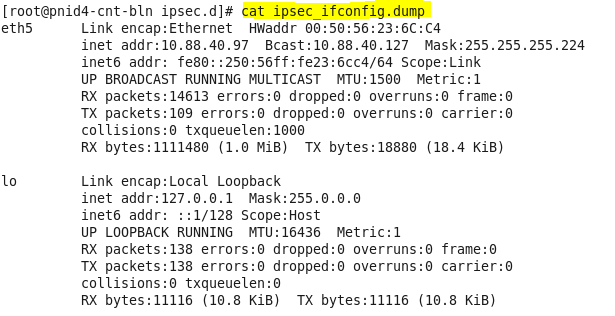 [root@pnid4-cnt-bln ipsec.d]# cat ipsec_ifconfig.dump
eth5      Link encap:Ethernet  HWaddr 00:50:56:23:6C:C4
          inet addr:10.88.40.97  Bcast:10.88.40.127  Mask:255.255.255.224
          inet6 addr: fe80::250:56ff:fe23:6cc4/64 Scope:Link
          UP BROADCAST RUNNING MULTICAST  MTU:1500  Metric:1
          RX packets:14613 errors:0 dropped:0 overruns:0 frame:0
          TX packets:109 errors:0 dropped:0 overruns:0 carrier:0
          collisions:0 txqueuelen:1000
          RX bytes:1111480 (1.0 MiB)  TX bytes:18880 (18.4 KiB)

lo        Link encap:Local Loopback
          inet addr:127.0.0.1  Mask:255.0.0.0
          inet6 addr: ::1/128 Scope:Host
          UP LOOPBACK RUNNING  MTU:16436  Metric:1
          RX packets:138 errors:0 dropped:0 overruns:0 frame:0
          TX packets:138 errors:0 dropped:0 overruns:0 carrier:0
          collisions:0 txqueuelen:0
          RX bytes:11116 (10.8 KiB)  TX bytes:11116 (10.8 KiB)